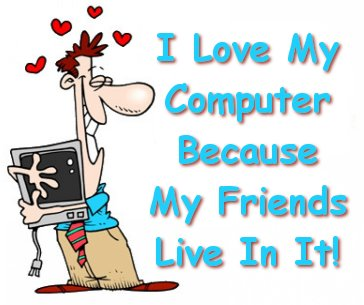 I Love My
Computer
Because
My Friends
Live In It!